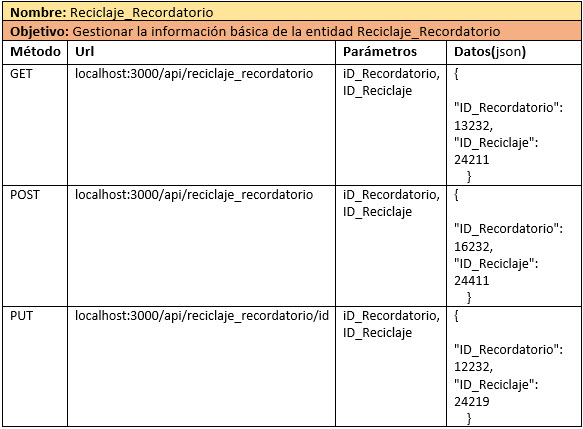 Nombre: Reciclaje_Recordatorio
Objetivo: Gestionar la información básica de la entidad Reciclaje_Recordatorio
Método Url Parámetros Datos(json)
GET localhost:3000/api/reciclaje_recordatorio iD_Recordatorio, {
ID_Reciclaje
"ID_Recordatorio":
13232,
"ID_Reciclaje":
24211
}
POST localhost:3000/api/reciclaje_recordatorio iD_Recordatorio, {
ID_Reciclaje
"ID_Recordatorio":
16232,
"ID_Reciclaje":
24411
}
PUT localhost:3000/api/reciclaje_recordatorio/id iD_Recordatorio, {
ID_Reciclaje
"ID_Recordatorio":
12232,
"ID_Reciclaje":
24219
}